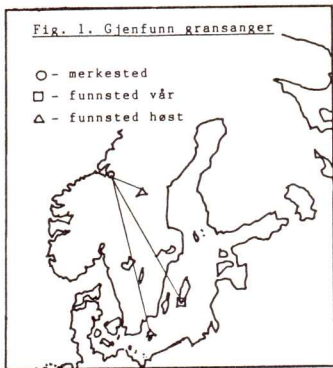 Fig. 1. Gjenfunn gransanger
O - merkested
□ - funnsted vår
△ - funnsted høst